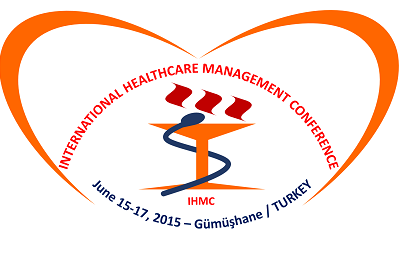 INTERNATIONAL HEALTHCARE MANAGEMENT CONFERENCE
IHMC
June 15-17, 2015 – Gümüşhane / TURKEY